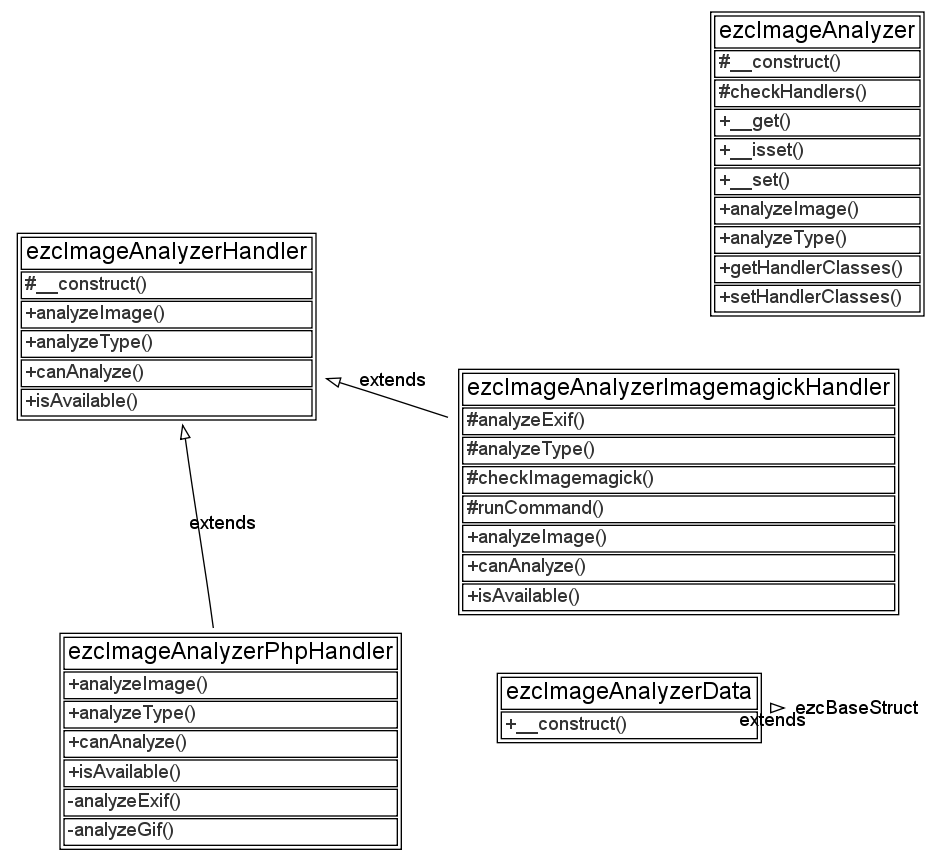 ezcImageAnalyzer
#__construct()
#checkHandlers()
+__get()
+__isset()
+__set()
+analyzeImage()
+analyzeType()
+getHandlerClasses()
+setHandlerClasses()
ezcImageAnalyzerHandler
#__construct()
+analyzeImage()
+analyzeType()
+canAnalyze()
+isAvailable()
extends
ezcImageAnalyzerImagemagickHandler
#analyzeExif()
#analyzeType()
#checkImagemagick()
#runCommand()
+analyzeImage()
+canAnalyze()
+isAvailable()
extends
ezcImageAnalyzerPhpHandler
+analyzeImage()
+analyzeType()
+canAnalyze()
+isAvailable()
-analyzeExif()
-analyzeGif()
ezcImageAnalyzerData
+__construct()
extends
ezcBaseStruct